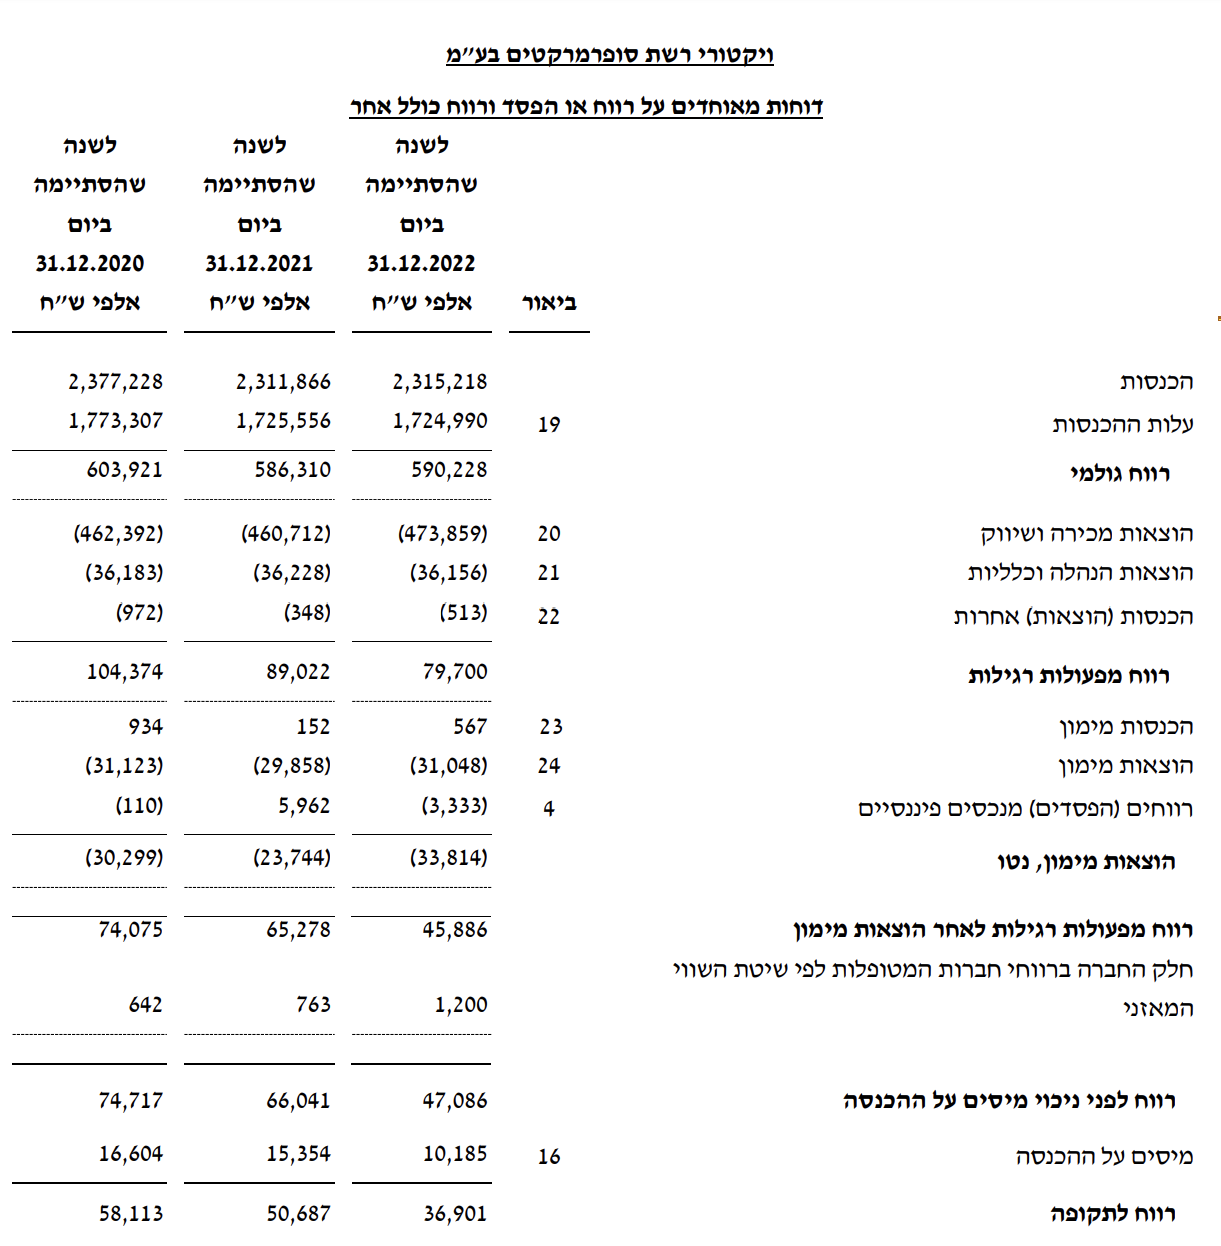 ויקטורי רשת סופרמרקטים בע״מ
דוחות מאוחדים על רווח או הפסד ורווח כולל אחר
לשנה לשנה לשנה
שהסתיימה שהסתיימה שהסתיימה
ביום ביום ביום
31.12.2022 31.12.2021 31.12.2020
ביאור אלפי ש״ח אלפי ש״ח אלפי ש״ח
הכנסות 2,315,218 2,311,866 2,377,228
עלות ההכנסות 19 1,724,990 1,725,556 1,773,307
רווח גולמי 590,228 586,310 603,921
הוצאות מכירה ושיווק 20 (473,859) (460,712) (462,392)
הוצאות הנהלה וכלליות 21 (36,156) (36,228) (36,183)
הכנסות (הוצאות) אחרות 22 (513) (348) (972)
רווח מפעולות רגילות 79,700 89,022 104,374
הכנסות מימון 23 567 152 934
הוצאות מימון 24 (31,048) (29,858) (31,123)
רווחים (הפסדים) מנכסים פיננסיים 4 (3,333) 5,962 (110)
הוצאות מימון, נטו (33,814) (23,744) (30,299)
רווח מפעולות רגילות לאחר הוצאות מימון 45,886 65,278 74,075
חלק החברה ברווחי חברות המטופלות לפי שיטת השווי
המאזני 1,200 763 642
רווח לפני ניכוי מיסים על ההכנסה 47,086 66,041 74,717
מיסים על ההכנסה 16 10,185 15,354 16,604
רווח לתקופה 36,901 50,687 58,113